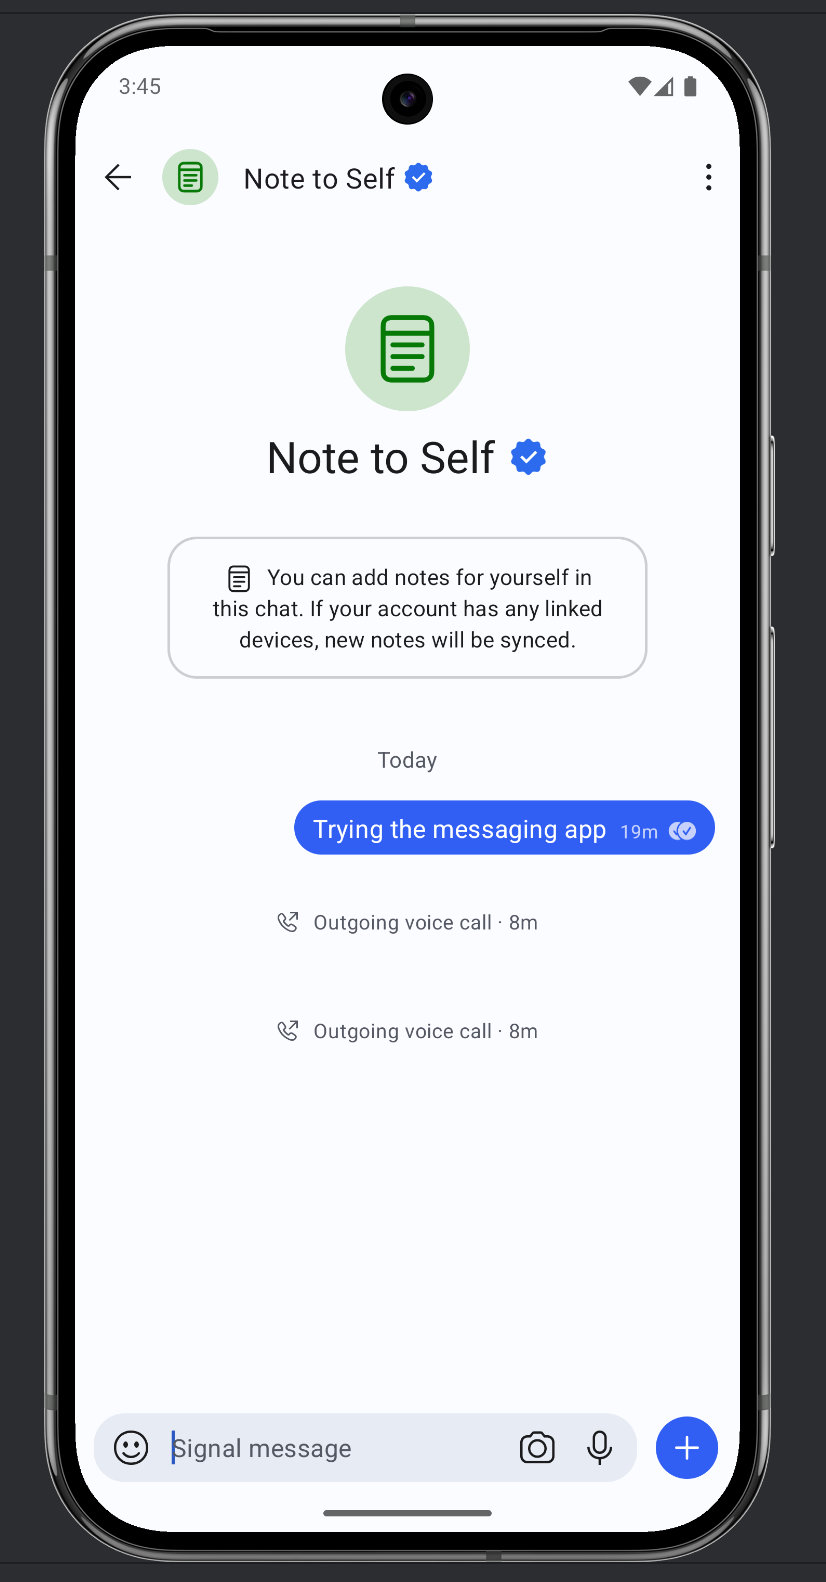 3:45
Note to Self
Note to Self
You can add notes for yourself in
this chat. If your account has any linked
devices, new notes will be synced.
Today
Trying the messaging app 19m
Outgoing voice call · 8m
Outgoing voice call · 8m
Signal message